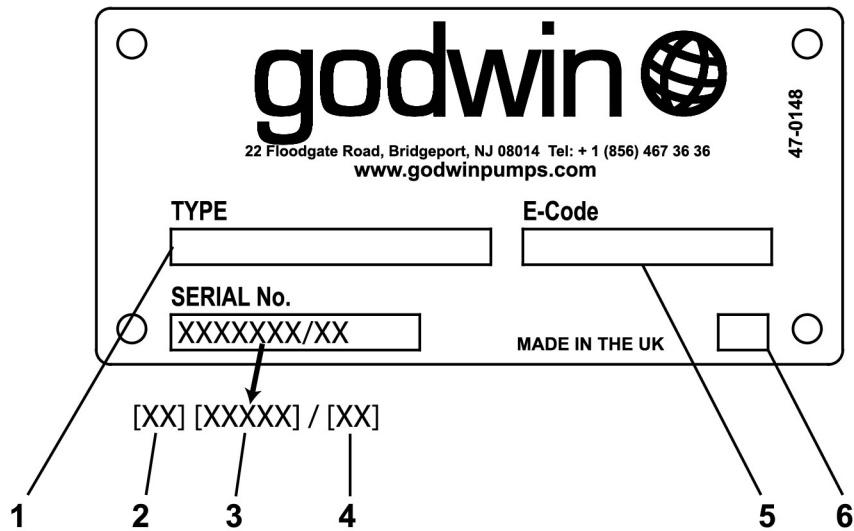 godwin
22 Floodgate Road, Bridgeport, NJ 08014 Tel: + 1 (856) 467 36 36
www.godwinpumps.com
47-0148
TYPE
E-Code
SERIAL No.
XXXXXXX/XX
MADE IN THE UK
[XX] [XXXXX] / [XX]
1 2 3 4 5 6